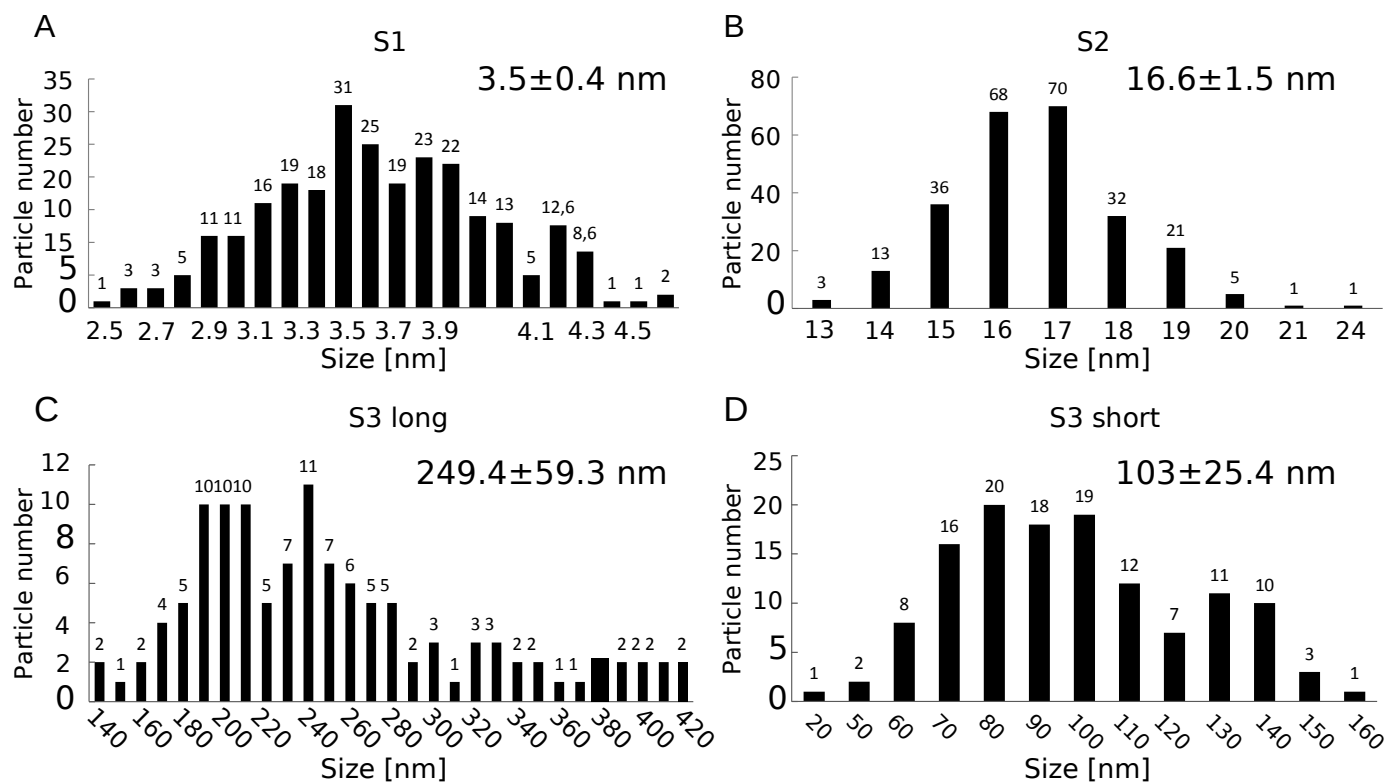 A
S1
3.5±0.4 nm
Particle number
35
30
25
20
10
15
5
0
1 3 3 5 11 11 16 19 18 31 25 19 23 22 14 13 5 12,6 8,6 1 1 2
2.5 2.7 2.9 3.1 3.3 3.5 3.7 3.9 4.1 4.3 4.5
Size [nm]
B
S2
16.6±1.5 nm
Particle number
80
60
40
20
0
3 13 36 68 70 32 21 5 1 1
13 14 15 16 17 18 19 20 21 24
Size [nm]
C
S3 long
249.4±59.3 nm
Particle number
12
10
8
6
4
2
0
2 1 2 4 5 10 10 10 5 7 11 7 6 5 5 2 3 1 3 3 2 2 1 1 2 2 2 2
140 160 180 200 220 240 260 280 300 320 340 360 380 400 420
Size [nm]
D
S3 short
103±25.4 nm
Particle number
25
20
15
10
5
0
1 2 8 16 20 18 19 12 7 11 10 3 1
20 50 60 70 80 90 100 110 120 130 140 150 160
Size [nm]